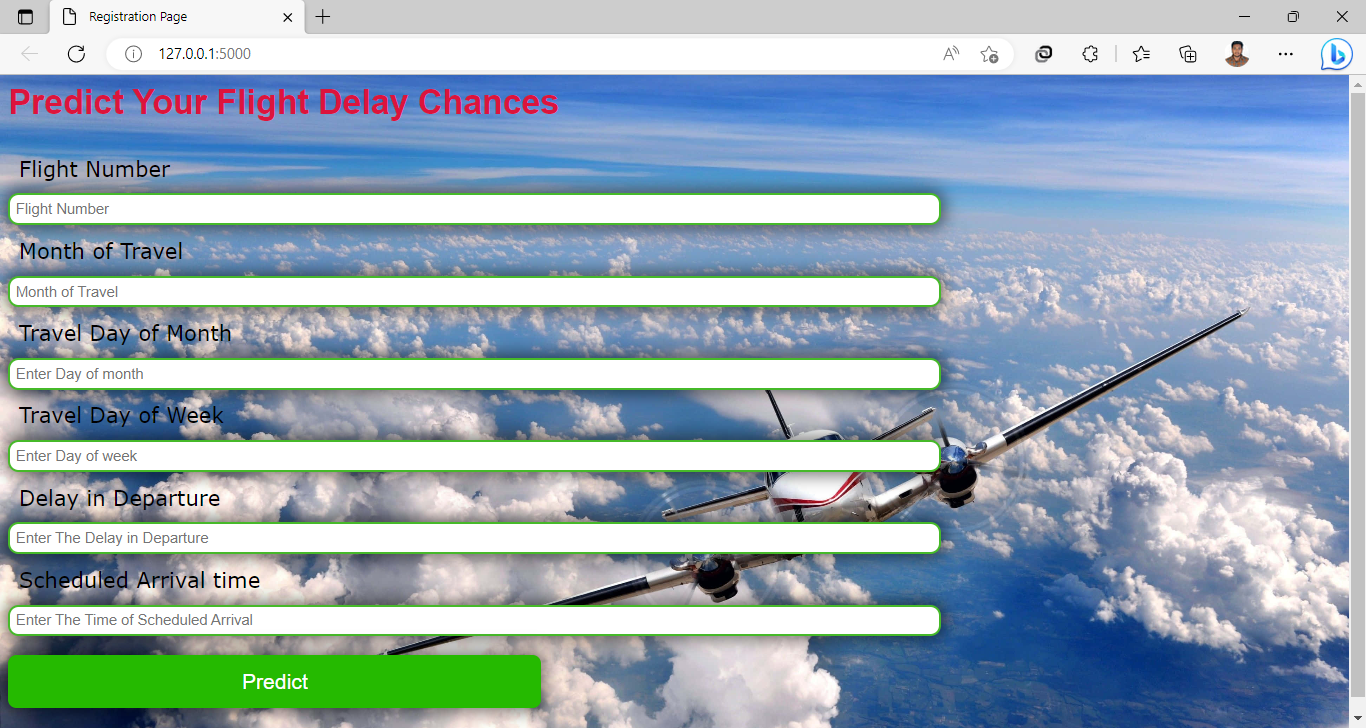 Registration Page
127.0.0.1:5000
Predict Your Flight Delay Chances
Flight Number
Flight Number
Month of Travel
Month of Travel
Travel Day of Month
Enter Day of month
Travel Day of Week
Enter Day of week
Delay in Departure
Enter The Delay in Departure
Scheduled Arrival time
Enter The Time of Scheduled Arrival
Predict